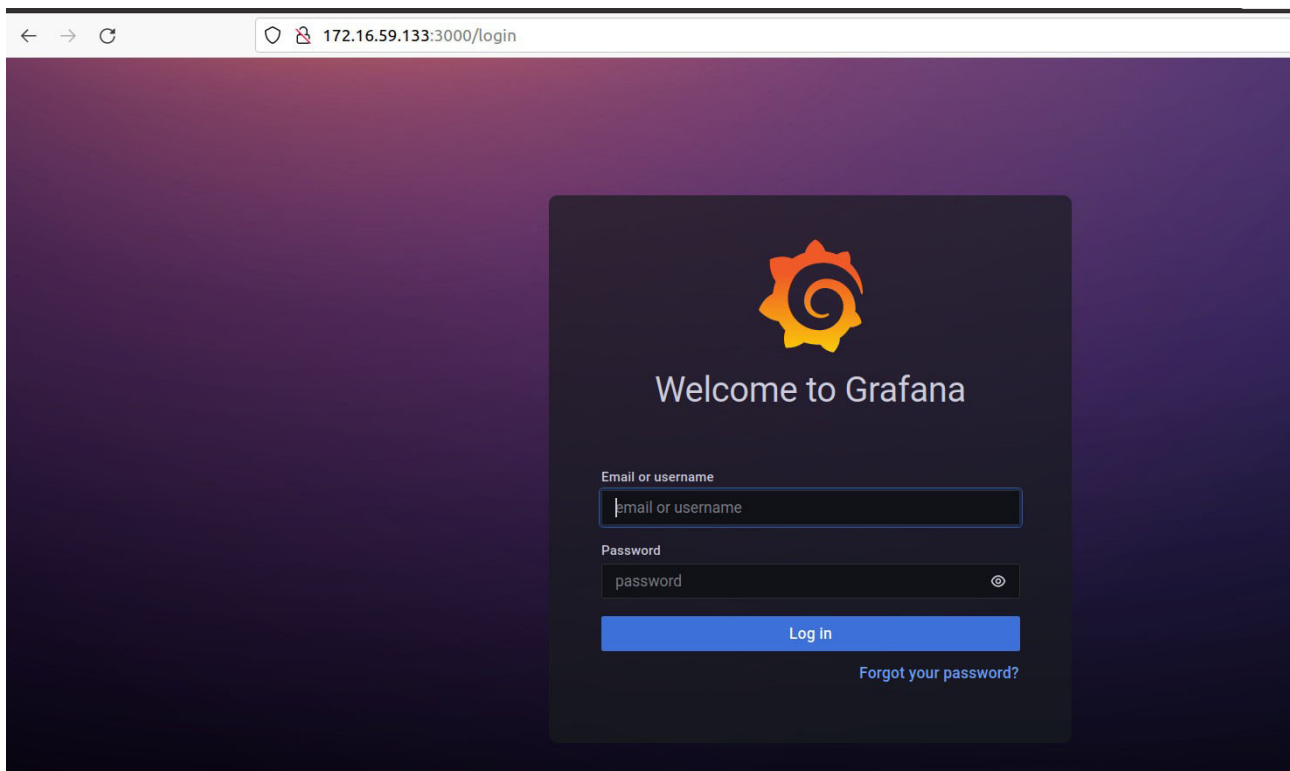 172.16.59.133:3000/login
Welcome to Grafana
Email or username
email or username
Password
password
Log in
Forgot your password?